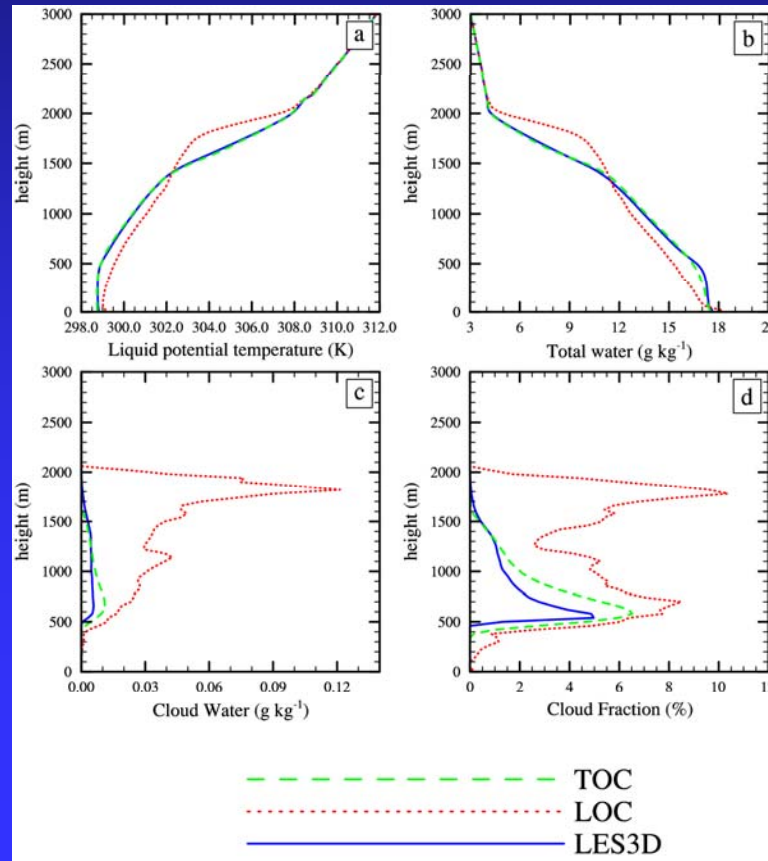 a
3000
2500
2000
1500
1000
500
0
height (m)
298.0 300.0 302.0 304.0 306.0 308.0 310.0 312.0
Liquid potential temperature (K)
b
3000
2500
2000
1500
1000
500
0
height (m)
3 6 9 12 15 18 21
Total water (g kg⁻¹)
c
3000
2500
2000
1500
1000
500
0
height (m)
0.00 0.03 0.06 0.09 0.12
Cloud Water (g kg⁻¹)
d
3000
2500
2000
1500
1000
500
0
height (m)
0 2 4 6 8 10 12
Cloud Fraction (%)
TOC
LOC
LES3D